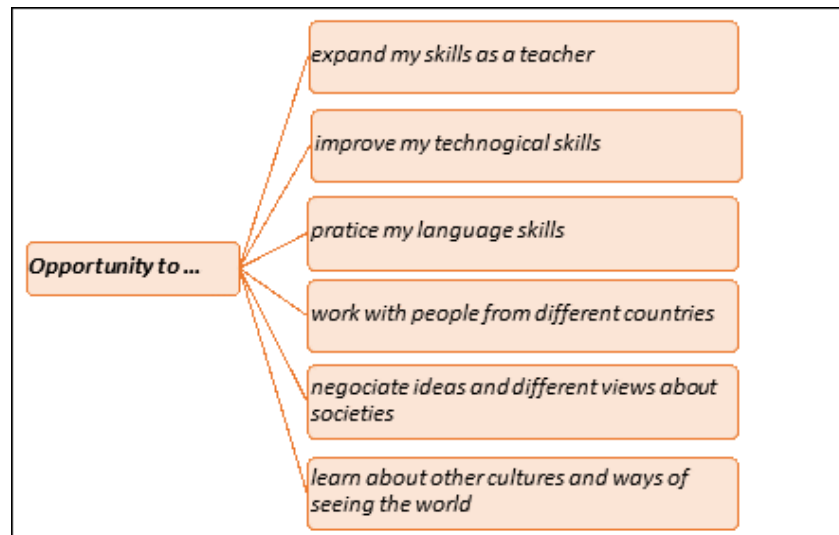 expand my skills as a teacher
improve my technogical skills
pratice my language skills
Opportunity to ...
work with people from different countries
negociate ideas and different views about
societies
learn about other cultures and ways of
seeing the world